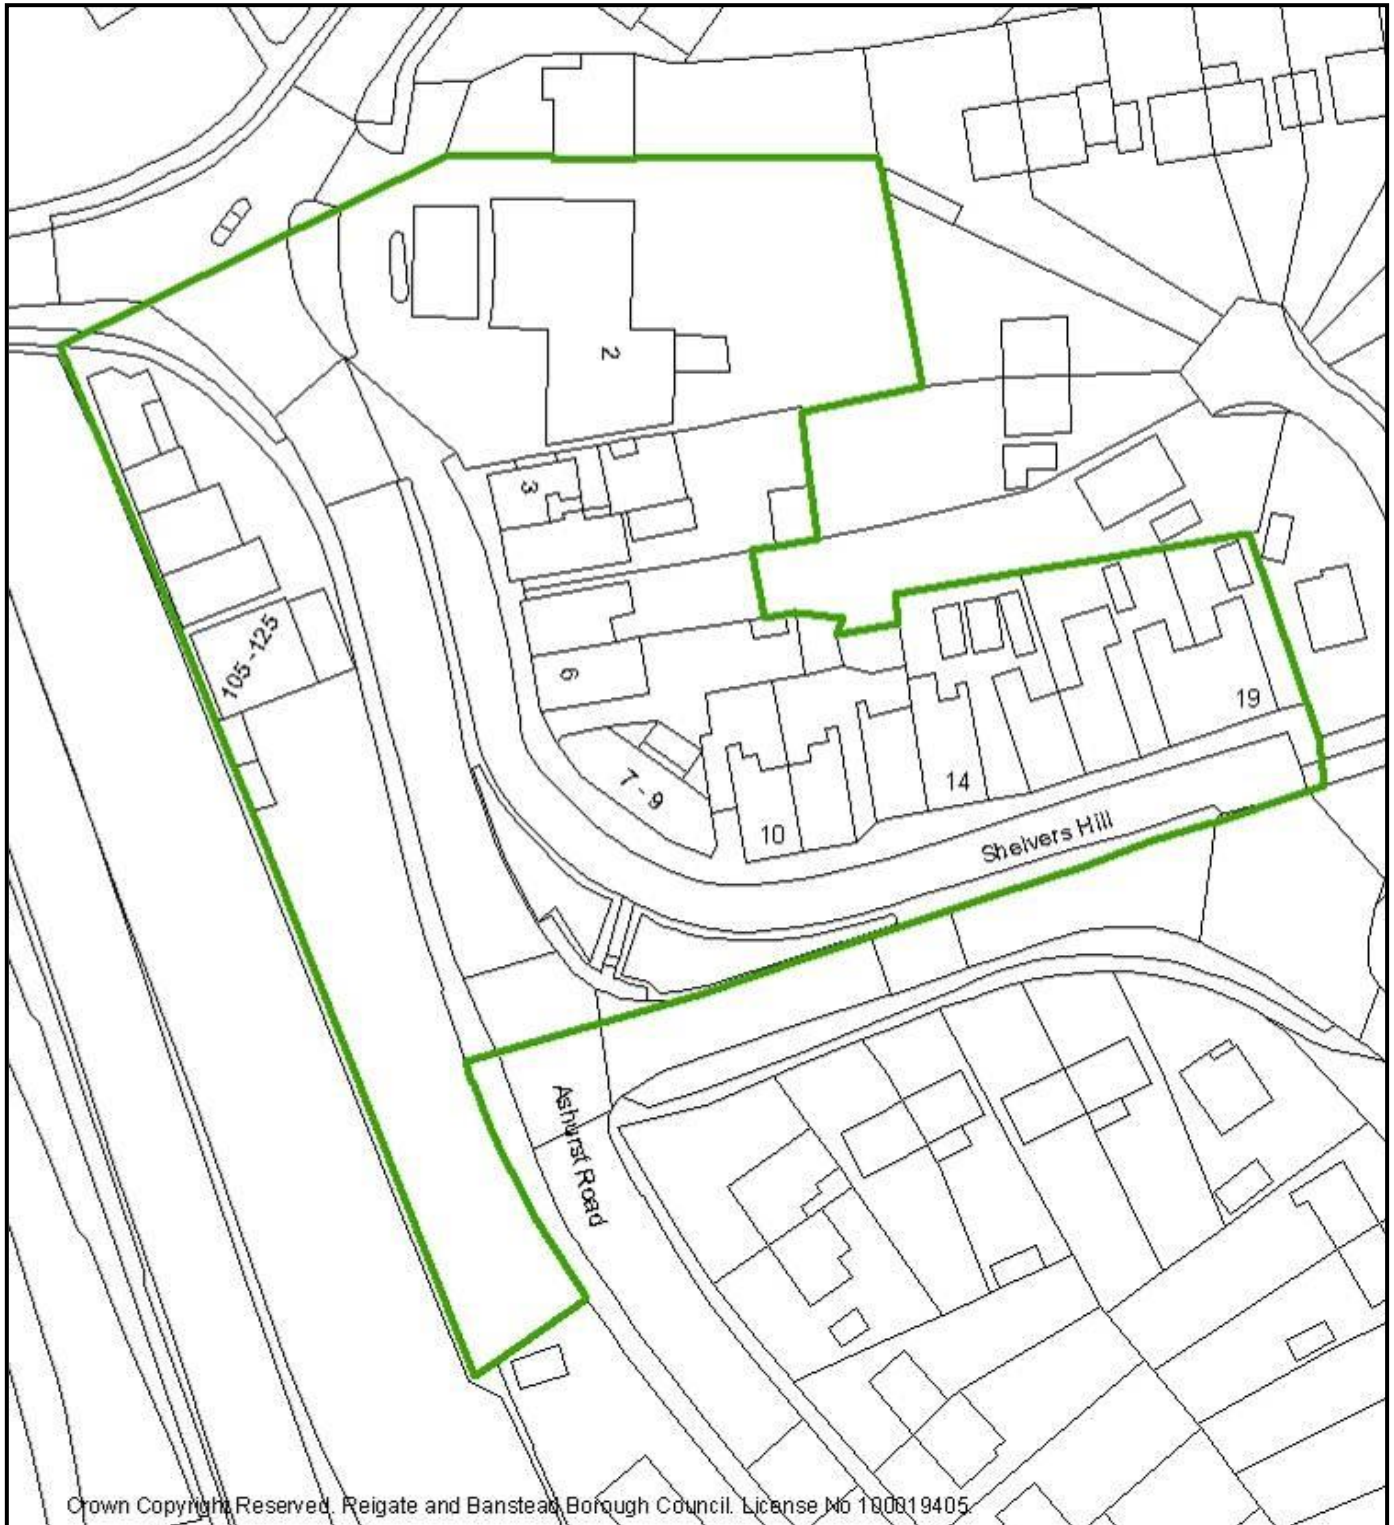 2
3
105-125
6
19
7 - 9
14
10
Shelvers Hill
Ashurst Road
Crown Copyright Reserved. Reigate and Banstead Borough Council. License No 100019405.